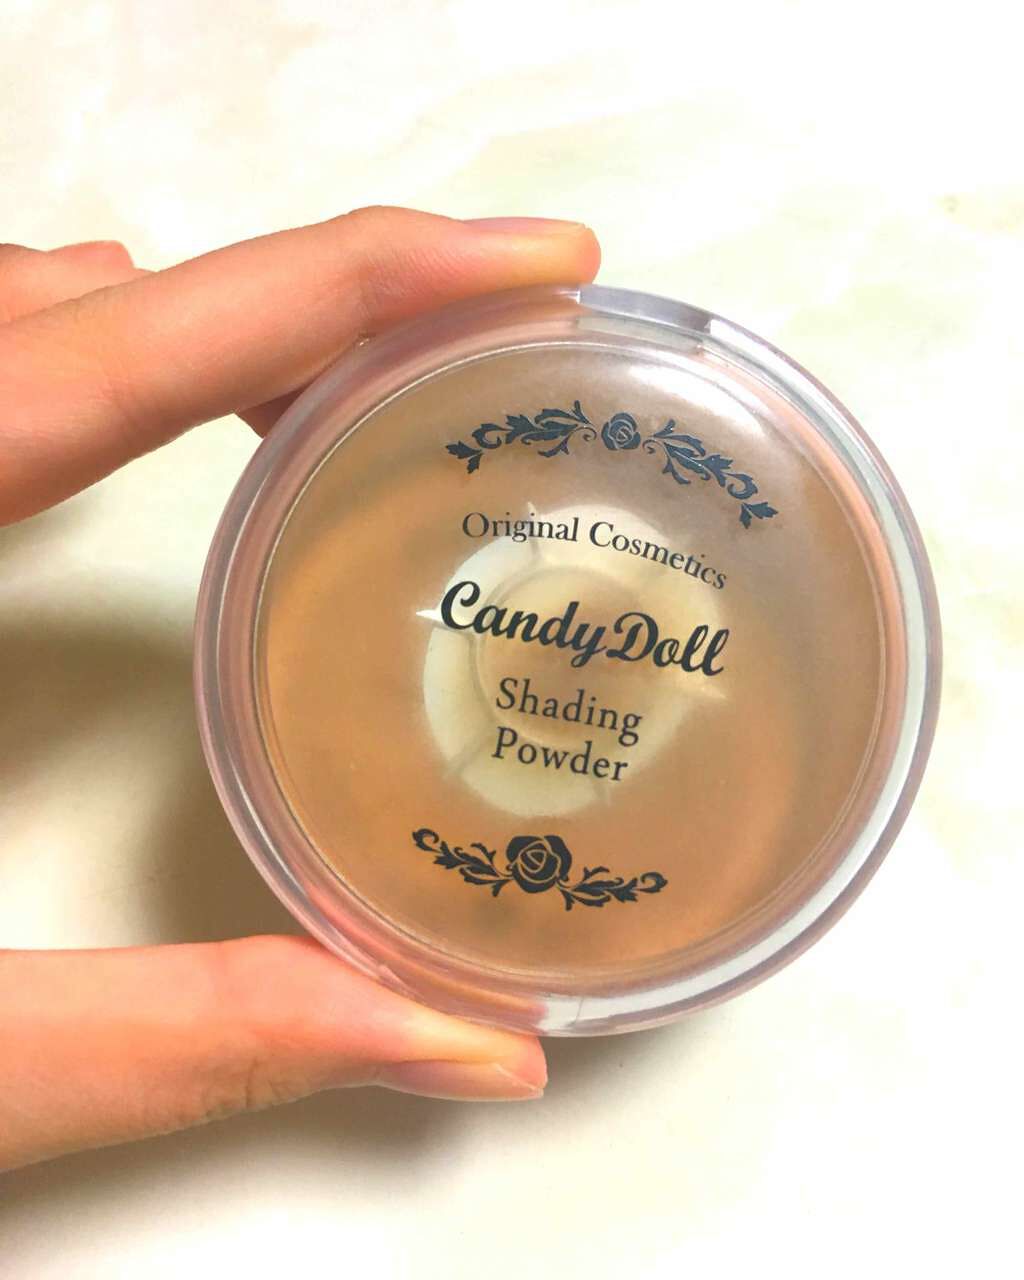 Original Cosmetics
CandyDoll
Shading
Powder